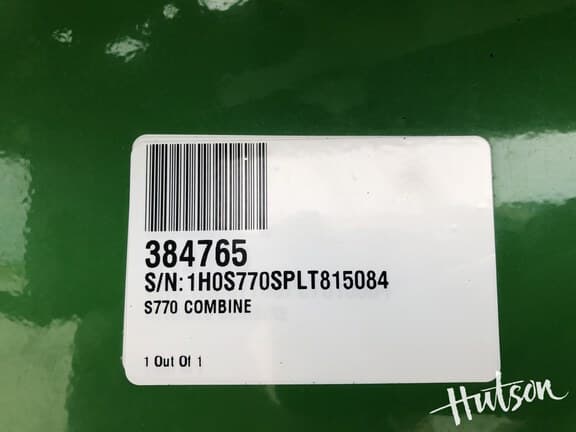 384765
S/N: 1H0S770SPLT815084
S770 COMBINE
1 Out Of 1
Hutson